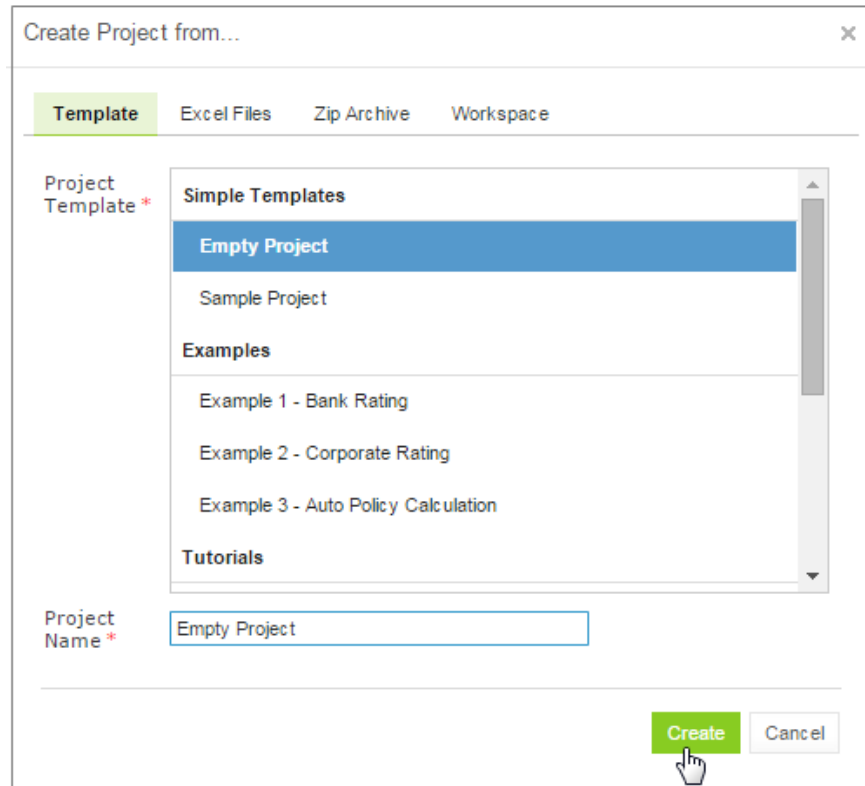 Create Project from...
Template Excel Files Zip Archive Workspace
Project
Template *
Simple Templates
Empty Project
Sample Project
Examples
Example 1 - Bank Rating
Example 2 - Corporate Rating
Example 3 - Auto Policy Calculation
Tutorials
Project
Name *
Empty Project
Create Cancel